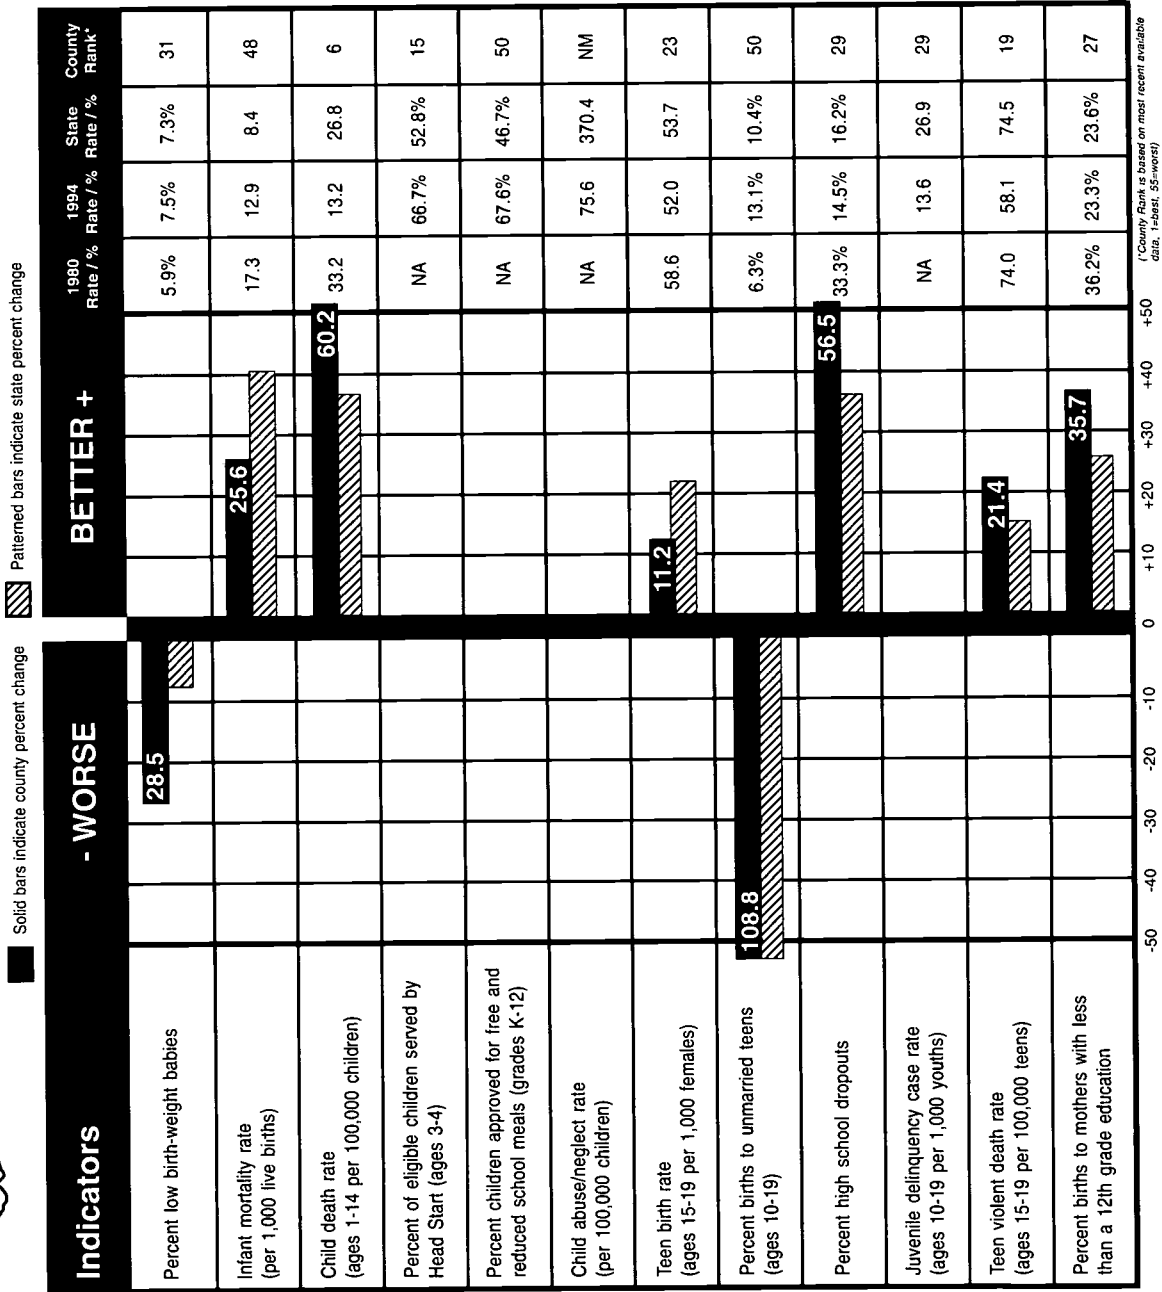 Solid bars indicate county percent change
Patterned bars indicate state percent change
Indicators
- WORSE
BETTER +
1980
Rate / %
1994
Rate / %
State
Rate / %
County
Rank*
Percent low birth-weight babies
28.5
5.9%
7.5%
7.3%
31
Infant mortality rate
(per 1,000 live births)
25.6
17.3
12.9
8.4
48
Child death rate
(ages 1-14 per 100,000 children)
60.2
33.2
13.2
26.8
6
Percent of eligible children served by
Head Start (ages 3-4)
NA
66.7%
52.8%
15
Percent children approved for free and
reduced school meals (grades K-12)
NA
67.6%
46.7%
50
Child abuse/neglect rate
(per 100,000 children)
NA
75.6
370.4
NM
Teen birth rate
(ages 15-19 per 1,000 females)
11.2
58.6
52.0
53.7
23
Percent births to unmarried teens
(ages 10-19)
108.8
6.3%
13.1%
10.4%
50
Percent high school dropouts
56.5
33.3%
14.5%
16.2%
29
Juvenile delinquency case rate
(ages 10-19 per 1,000 youths)
NA
13.6
26.9
29
Teen violent death rate
(ages 15-19 per 100,000 teens)
21.4
74.0
58.1
74.5
19
Percent births to mothers with less
than a 12th grade education
35.7
36.2%
23.3%
23.6%
27
-50
-40
-30
-20
-10
0
+10
+20
+30
+40
+50
(*County Rank is based on most recent available
data, 1=best, 55=worst)